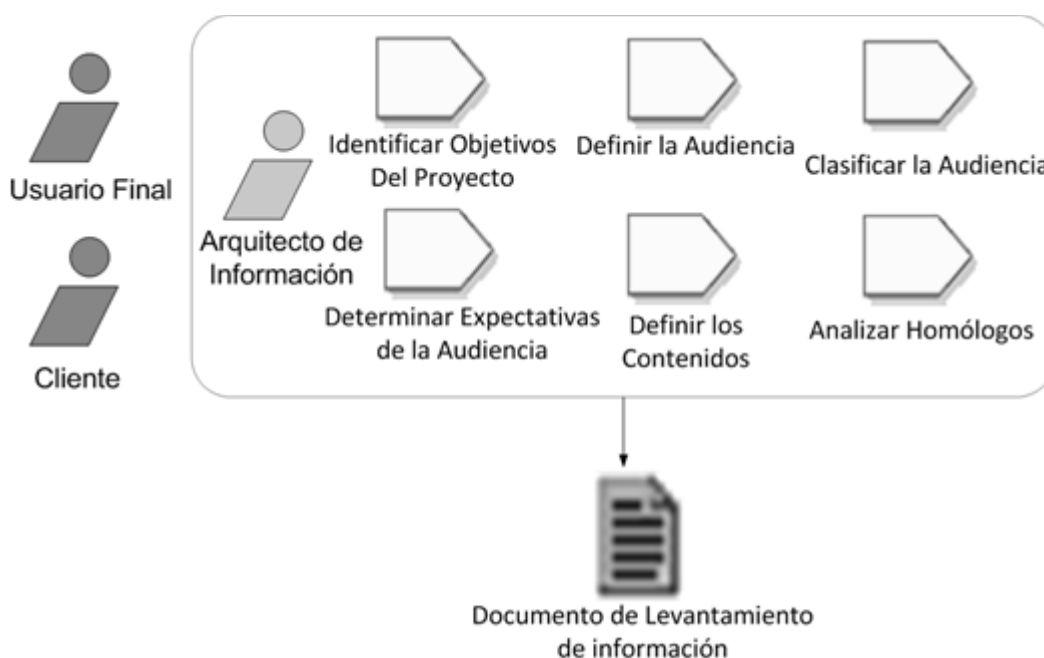 Usuario Final
Cliente
Arquitecto de
Información
Identificar Objetivos
Del Proyecto
Definir la Audiencia
Clasificar la Audiencia
Determinar Expectativas
de la Audiencia
Definir los
Contenidos
Analizar Homólogos
Documento de Levantamiento
de información